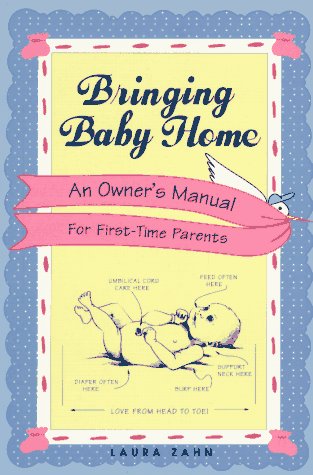 Bringing
Baby Home
An Owner's Manual
For First-Time Parents
UMBILICAL CORD
CARE HERE
FEED OFTEN
HERE
DIAPER OFTEN
HERE
BURP HERE
SUPPORT
NECK HERE
LOVE FROM HEAD TO TOE!
LAURA ZAHN